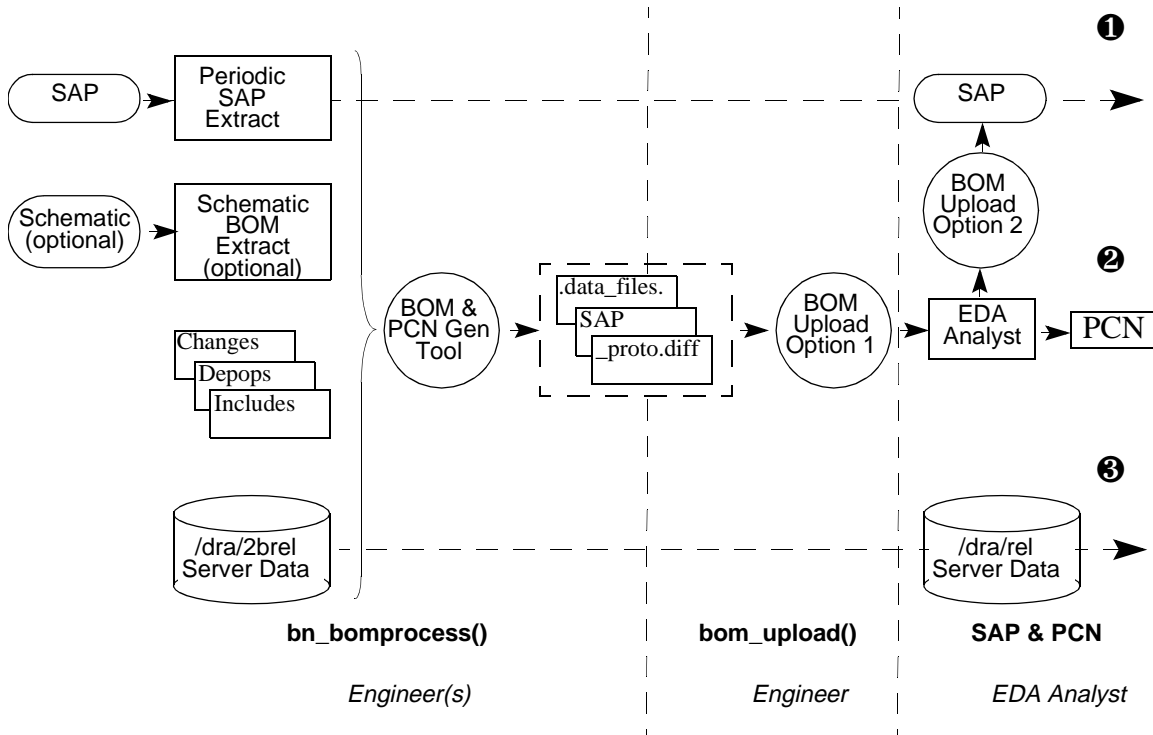 ❶
SAP
Periodic
SAP
Extract
SAP
Schematic
(optional)
Schematic
BOM
Extract
(optional)
BOM
Upload
Option 2
❷
Changes
Depops
Includes
BOM &
PCN Gen
Tool
.data_files.
SAP
_proto.diff
BOM
Upload
Option 1
EDA
Analyst
PCN
❸
/dra/2brel
Server Data
/dra/rel
Server Data
bn_bomprocess()
bom_upload()
SAP & PCN
Engineer(s)
Engineer
EDA Analyst